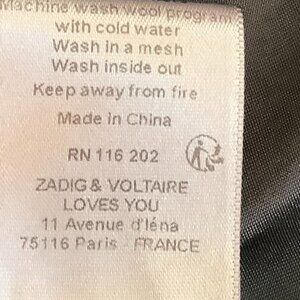 Machine wash wool program
with cold water
Wash in a mesh
Wash inside out
Keep away from fire
Made in China
RN 116 202
ZADIG & VOLTAIRE
LOVES YOU
11 Avenue d'Iéna
75116 Paris - FRANCE